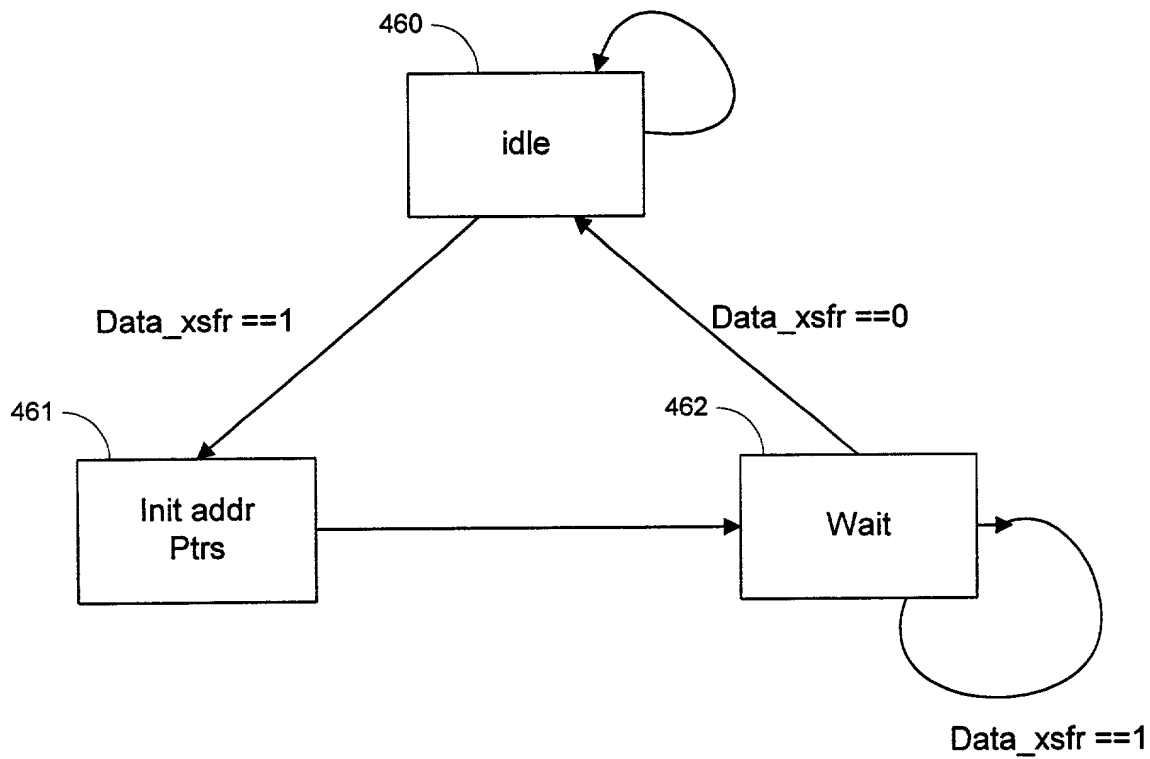 460
idle
Data_xsfr ==1
Data_xsfr ==0
461
462
Init addr
Ptrs
Wait
Data_xsfr ==1